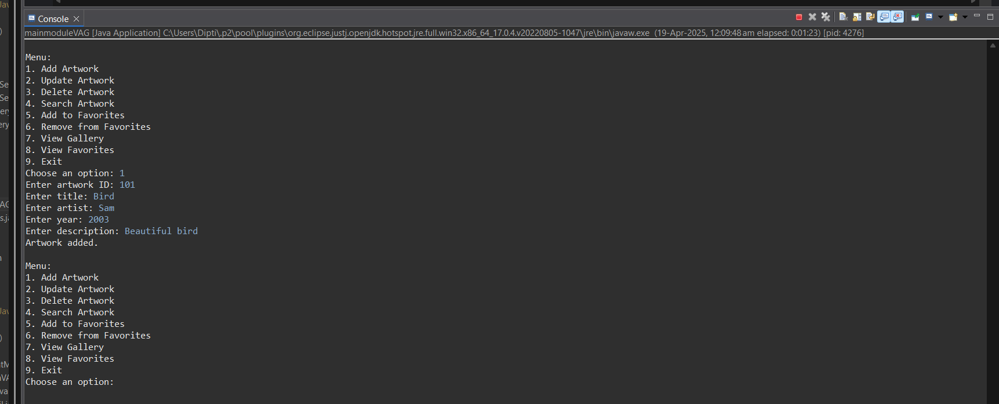 Console
mainmoduleVAG [Java Application] C:\Users\Dipti\.p2\pool\plugins\org.eclipse.justj.openjdk.hotspot.jre.full.win32.x86_64_17.0.4.v20220805-1047\jre\bin\javaw.exe (19-Apr-2025, 12:09:48 am elapsed: 0:01:23) [pid: 4276]
Menu:
1. Add Artwork
2. Update Artwork
3. Delete Artwork
4. Search Artwork
5. Add to Favorites
6. Remove from Favorites
7. View Gallery
8. View Favorites
9. Exit
Choose an option: 1
Enter artwork ID: 101
Enter title: Bird
Enter artist: Sam
Enter year: 2003
Enter description: Beautiful bird
Artwork added.
Menu:
1. Add Artwork
2. Update Artwork
3. Delete Artwork
4. Search Artwork
5. Add to Favorites
6. Remove from Favorites
7. View Gallery
8. View Favorites
9. Exit
Choose an option: